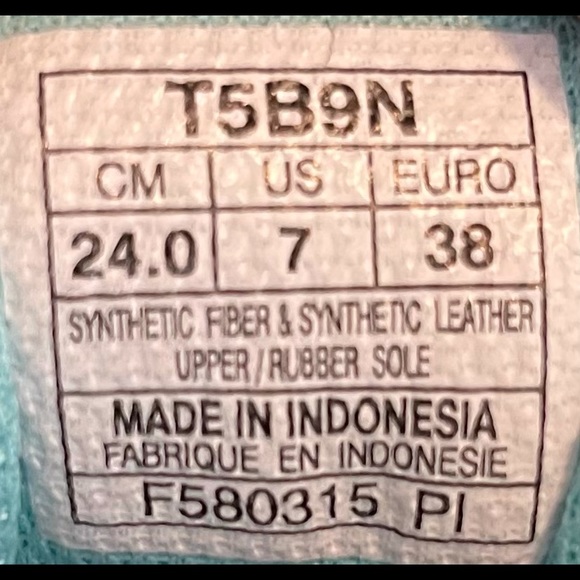 T5B9N
CM US EURO
24.0 7 38
SYNTHETIC FIBER & SYNTHETIC LEATHER
UPPER/RUBBER SOLE
MADE IN INDONESIA
FABRIQUE EN INDONESIE
F580315 PI